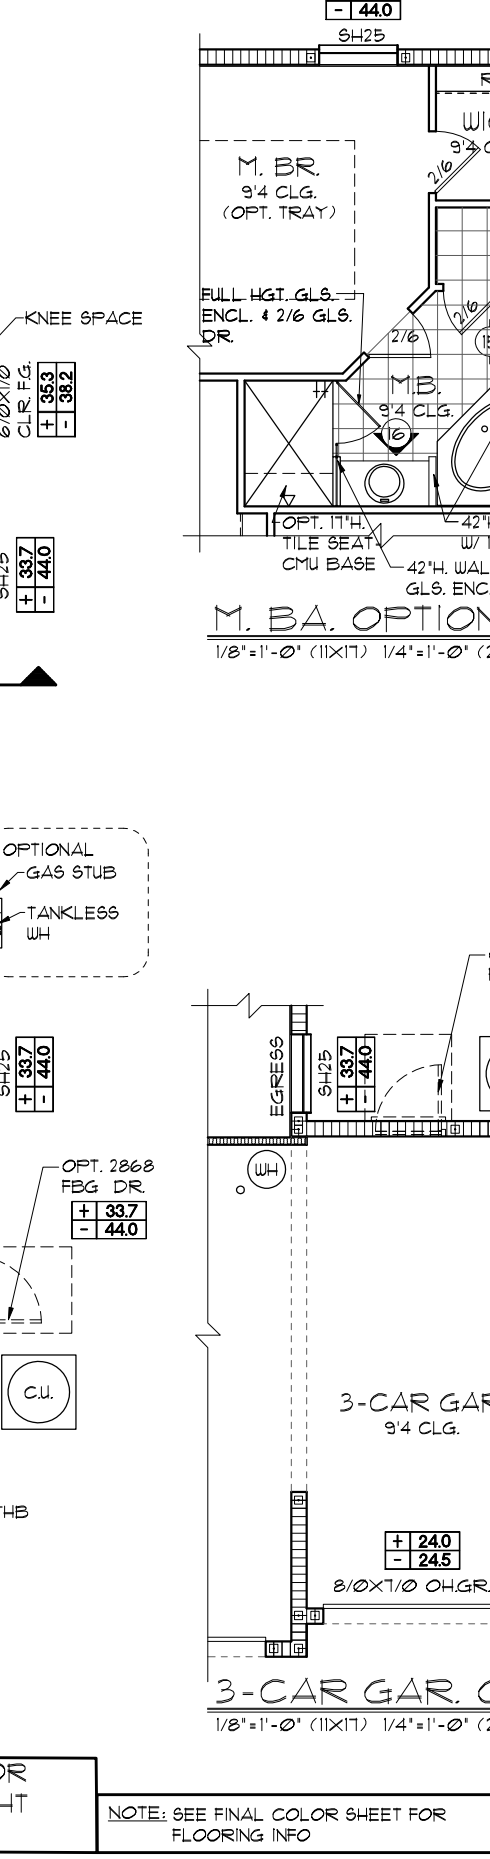 - 44.0
SH25
M. BR.
9'4 CLG.
(OPT. TRAY)
2/6
FULL HGT. GLS.
ENCL. & 2/6 GLS.
DR.
2/6
2/6
M.B.
9'4 CLG.
16
KNEE SPACE
6/0X1/0
CLR. F.G.
+ 35.3
- 38.2
SH25
+ 33.7
- 44.0
OPT. 17"H.
TILE SEAT
CMU BASE
42"H. WAL
GLS. ENC
M. BA. OPTION
1/8"=1'-0" (11X17) 1/4"=1'-0"
OPTIONAL
GAS STUB
TANKLESS
WH
SH25
+ 33.7
- 44.0
EGRESS
SH25
+ 33.7
- 44.0
WH
OPT. 2868
FBG DR.
+ 33.7
- 44.0
C.U.
3-CAR GAR
9'4 CLG.
+ 24.0
- 24.5
8/0X7/0 OH.GR.
3-CAR GAR.
1/8"=1'-0" (11X17) 1/4"=1'-0"
NOTE: SEE FINAL COLOR SHEET FOR
FLOORING INFO